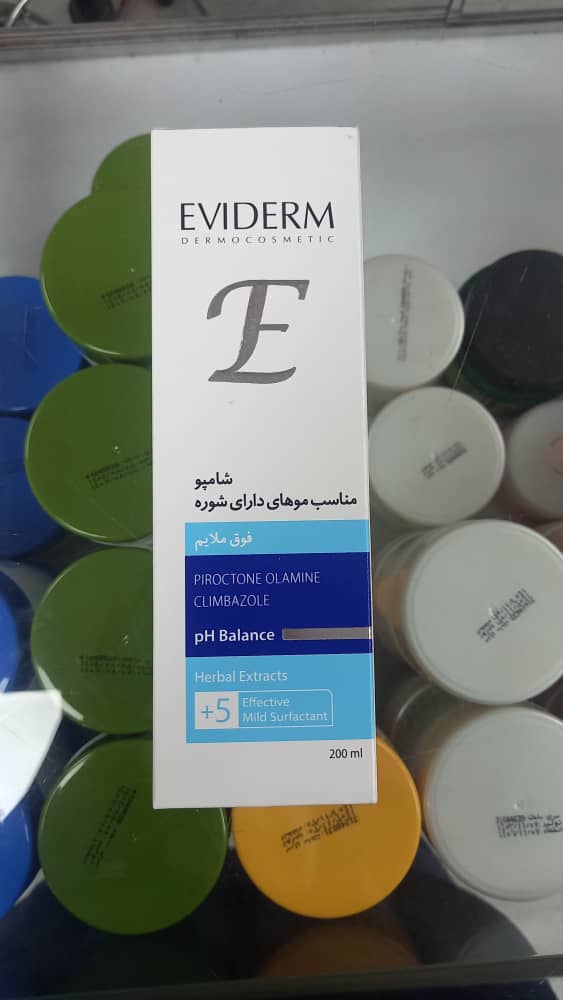 EVIDERM
DERMOCOSMETIC
E
شامپو
مناسب موهای دارای شوره
فوق ملایم
PIROCTONE OLAMINE
CLIMBAZOLE
pH Balance
Herbal Extracts
+5 Effective
Mild Surfactant
200 ml